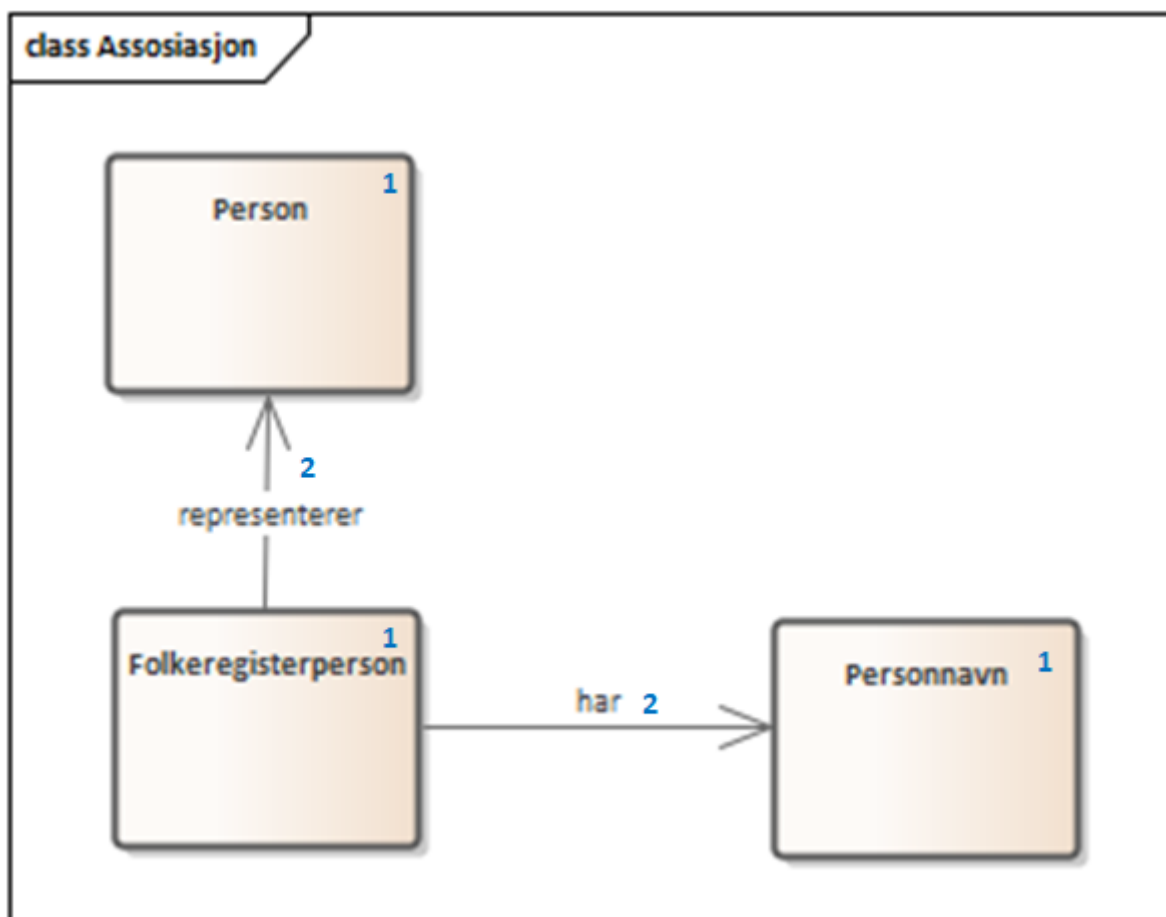 class Assosiasjon
1
Person
2
representerer
1
Folkeregisterperson
har 2
Personnavn 1